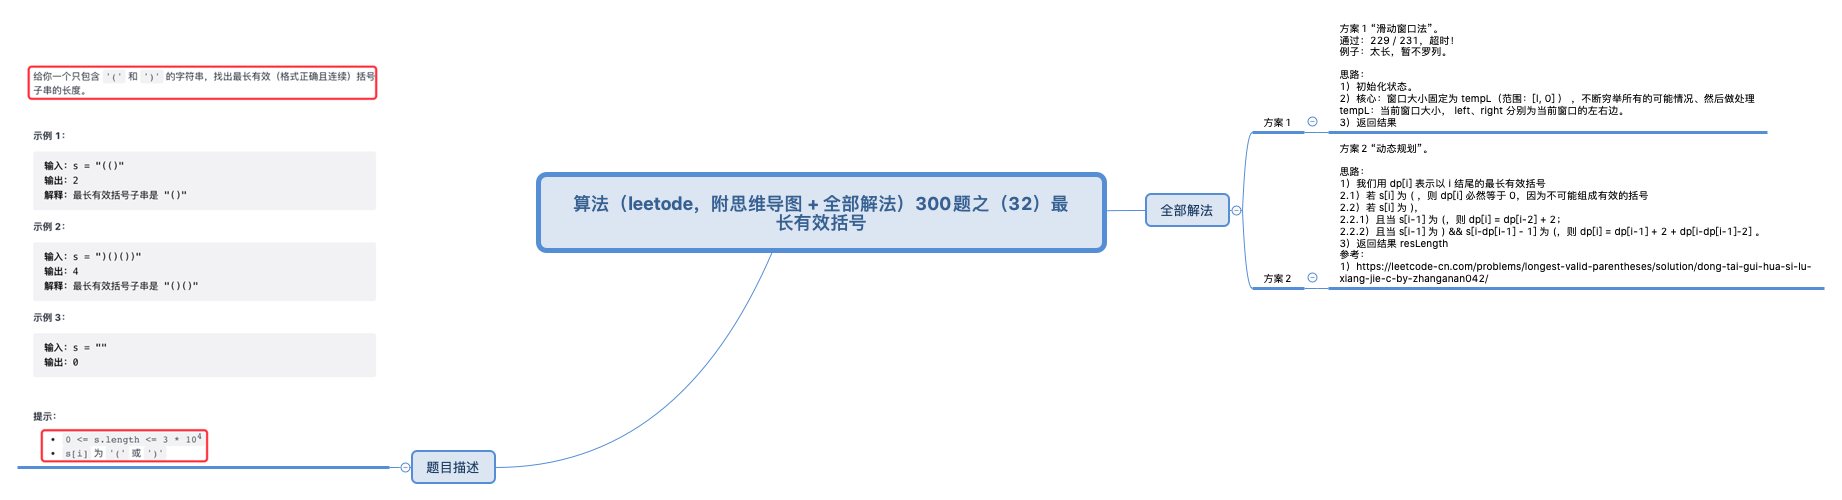 给你一个只包含 '(' 和 ')' 的字符串，找出最长有效（格式正确且连续）括号
子串的长度。
示例 1：
输入：s = "(()"
输出：2
解释：最长有效括号子串是 "()"
示例 2：
输入：s = ")()())"
输出：4
解释：最长有效括号子串是 "()()"
示例 3：
输入：s = ""
输出：0
提示：
• 0 <= s.length <= 3 * 10⁴
• s[i] 为 '(' 或 ')'
题目描述
算法（leetode，附思维导图 + 全部解法）300题之（32）最
长有效括号
全部解法
方案 1
方案 1 “滑动窗口法”。
通过：229 / 231，超时！
例子：太长，暂不罗列。
思路：
1）初始化状态。
2）核心：窗口大小固定为 tempL（范围：[l, 0] ） ，不断穷举所有的可能情况、然后做处理
tempL：当前窗口大小， left、right 分别为当前窗口的左右边。
3）返回结果
方案 2
方案 2 “动态规划”。
思路：
1）我们用 dp[i] 表示以 i 结尾的最长有效括号
2.1）若 s[i] 为 ( ，则 dp[i] 必然等于 0，因为不可能组成有效的括号
2.2）若 s[i] 为 )，
2.2.1）且当 s[i-1] 为 (，则 dp[i] = dp[i-2] + 2；
2.2.2）且当 s[i-1] 为 ) && s[i-dp[i-1] - 1] 为 (，则 dp[i] = dp[i-1] + 2 + dp[i-dp[i-1]-2] 。
3）返回结果 resLength
参考：
1）https://leetcode-cn.com/problems/longest-valid-parentheses/solution/dong-tai-gui-hua-si-lu-
xiang-jie-c-by-zhanganan042/